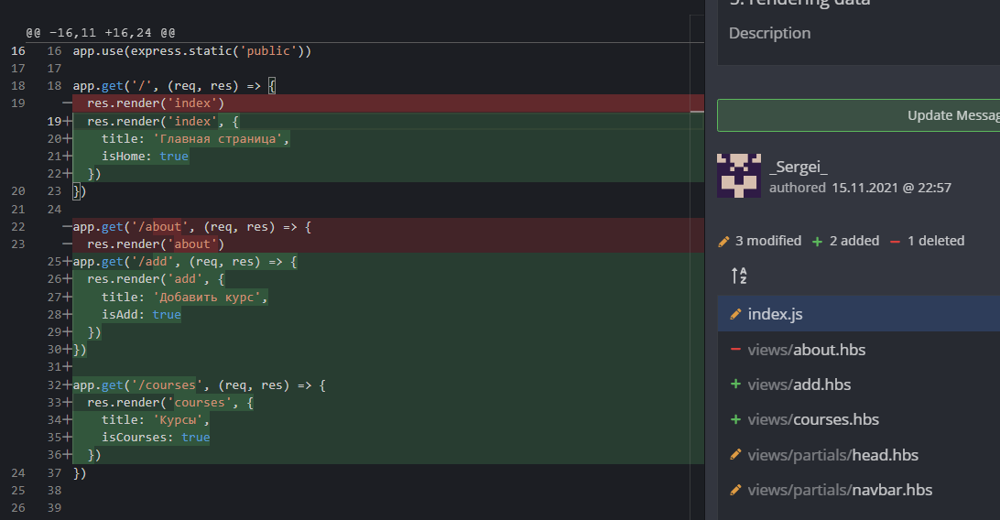 @@ -16,11 +16,24 @@
16 16 app.use(express.static('public'))
17 17
18 18 app.get('/', (req, res) => {
19 — res.render('index')
19+ res.render('index', {
20+ title: 'Главная страница',
21+ isHome: true
22+ })
20 23 })
21 24
22 —app.get('/about', (req, res) => {
23 — res.render('about')
25+app.get('/add', (req, res) => {
26+ res.render('add', {
27+ title: 'Добавить курс',
28+ isAdd: true
29+ })
30+})
31+
32+app.get('/courses', (req, res) => {
33+ res.render('courses', {
34+ title: 'Курсы',
35+ isCourses: true
36+ })
24 37 })
25 38
26 39
rendering data
Description
Update Messag
_Sergei_
authored 15.11.2021 @ 22:57
3 modified + 2 added — 1 deleted
A
Z
index.js
— views/about.hbs
+ views/add.hbs
+ views/courses.hbs
views/partials/head.hbs
views/partials/navbar.hbs